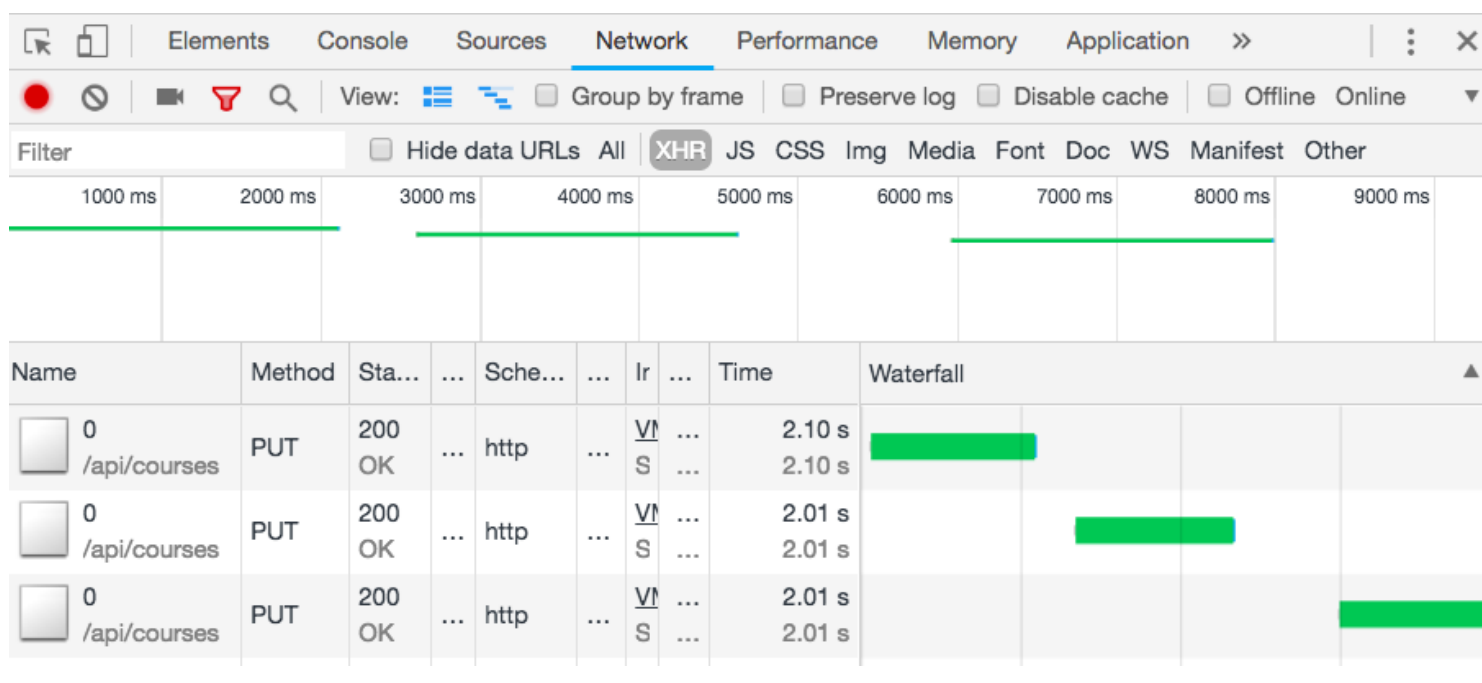 Elements Console Sources Network Performance Memory Application »
View: Group by frame Preserve log Disable cache Offline Online
Filter Hide data URLs All XHR JS CSS Img Media Font Doc WS Manifest Other
1000 ms 2000 ms 3000 ms 4000 ms 5000 ms 6000 ms 7000 ms 8000 ms 9000 ms
Name Method Sta... ... Sche... ... Ir ... Time Waterfall
0 PUT 200 ... http ... ... 2.10 s
/api/courses OK S ... 2.10 s
0 PUT 200 ... http ... ... 2.01 s
/api/courses OK S ... 2.01 s
0 PUT 200 ... http ... ... 2.01 s
/api/courses OK S ... 2.01 s